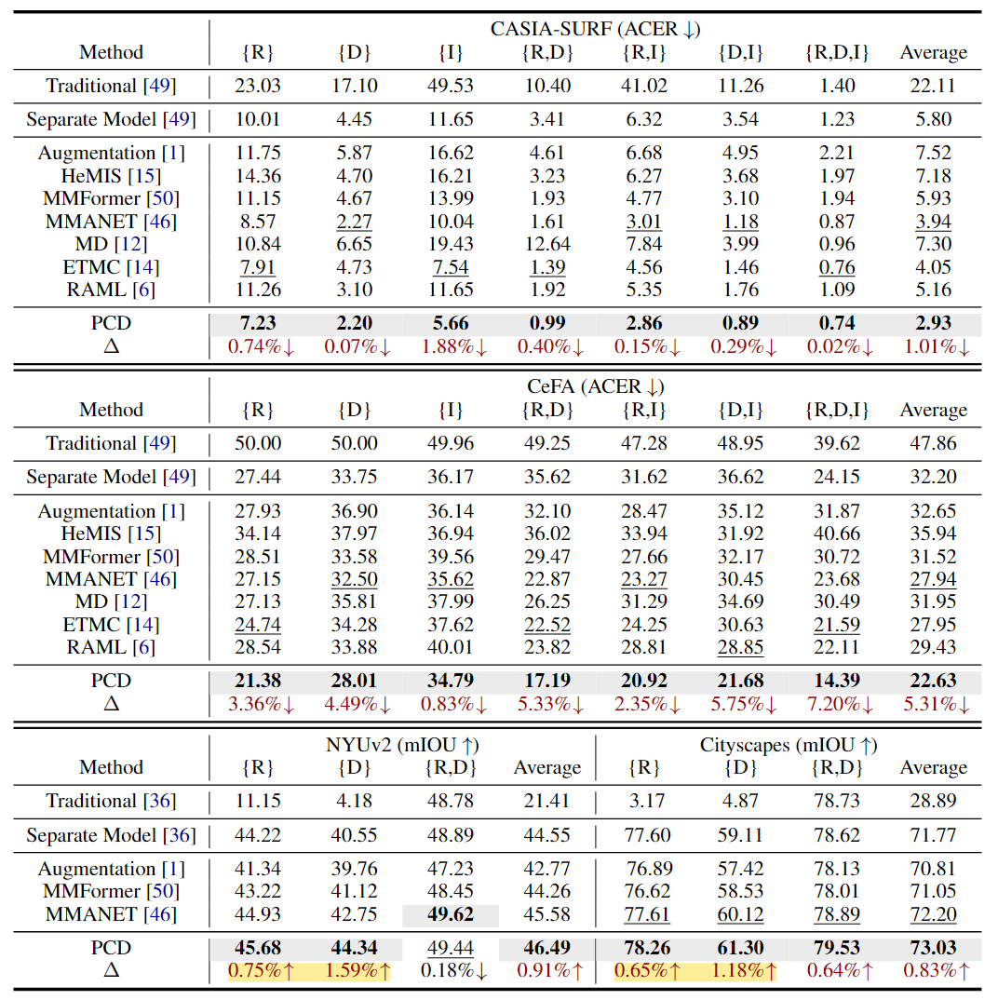 CASIA-SURF (ACER ↓)
Method {R} {D} {I} {R,D} {R,I} {D,I} {R,D,I} Average
Traditional [49] 23.03 17.10 49.53 10.40 41.02 11.26 1.40 22.11
Separate Model [49] 10.01 4.45 11.65 3.41 6.32 3.54 1.23 5.80
Augmentation [1] 11.75 5.87 16.62 4.61 6.68 4.95 2.21 7.52
HeMIS [15] 14.36 4.70 16.21 3.23 6.27 3.68 1.97 7.18
MMFormer [50] 11.15 4.67 13.99 1.93 4.77 3.10 1.94 5.93
MMANET [46] 8.57 2.27 10.04 1.61 3.01 1.18 0.87 3.94
MD [12] 10.84 6.65 19.43 12.64 7.84 3.99 0.96 7.30
ETMC [14] 7.91 4.73 7.54 1.39 4.56 1.46 0.76 4.05
RAML [6] 11.26 3.10 11.65 1.92 5.35 1.76 1.09 5.16
PCD 7.23 2.20 5.66 0.99 2.86 0.89 0.74 2.93
Δ 0.74%↓ 0.07%↓ 1.88%↓ 0.40%↓ 0.15%↓ 0.29%↓ 0.02%↓ 1.01%↓
CeFA (ACER ↓)
Method {R} {D} {I} {R,D} {R,I} {D,I} {R,D,I} Average
Traditional [49] 50.00 50.00 49.96 49.25 47.28 48.95 39.62 47.86
Separate Model [49] 27.44 33.75 36.17 35.62 31.62 36.62 24.15 32.20
Augmentation [1] 27.93 36.90 36.14 32.10 28.47 35.12 31.87 32.65
HeMIS [15] 34.14 37.97 36.94 36.02 33.94 31.92 40.66 35.94
MMFormer [50] 28.51 33.58 39.56 29.47 27.66 32.17 30.72 31.52
MMANET [46] 27.15 32.50 35.62 22.87 23.27 30.45 23.68 27.94
MD [12] 27.13 35.81 37.99 26.25 31.29 34.69 30.49 31.95
ETMC [14] 24.74 34.28 37.62 22.52 24.25 30.63 21.59 27.95
RAML [6] 28.54 33.88 40.01 23.82 28.81 28.85 22.11 29.43
PCD 21.38 28.01 34.79 17.19 20.92 21.68 14.39 22.63
Δ 3.36%↓ 4.49%↓ 0.83%↓ 5.33%↓ 2.35%↓ 5.75%↓ 7.20%↓ 5.31%↓
NYUv2 (mIOU ↑) Cityscapes (mIOU ↑)
Method {R} {D} {R,D} Average {R} {D} {R,D} Average
Traditional [36] 11.15 4.18 48.78 21.41 3.17 4.87 78.73 28.89
Separate Model [36] 44.22 40.55 48.89 44.55 77.60 59.11 78.62 71.77
Augmentation [1] 41.34 39.76 47.23 42.77 76.89 57.42 78.13 70.81
MMFormer [50] 43.22 41.12 48.45 44.26 76.62 58.53 78.01 71.05
MMANET [46] 44.93 42.75 49.62 45.58 77.61 60.12 78.89 72.20
PCD 45.68 44.34 49.44 46.49 78.26 61.30 79.53 73.03
Δ 0.75%↑ 1.59%↑ 0.18%↓ 0.91%↑ 0.65%↑ 1.18%↑ 0.64%↑ 0.83%↑